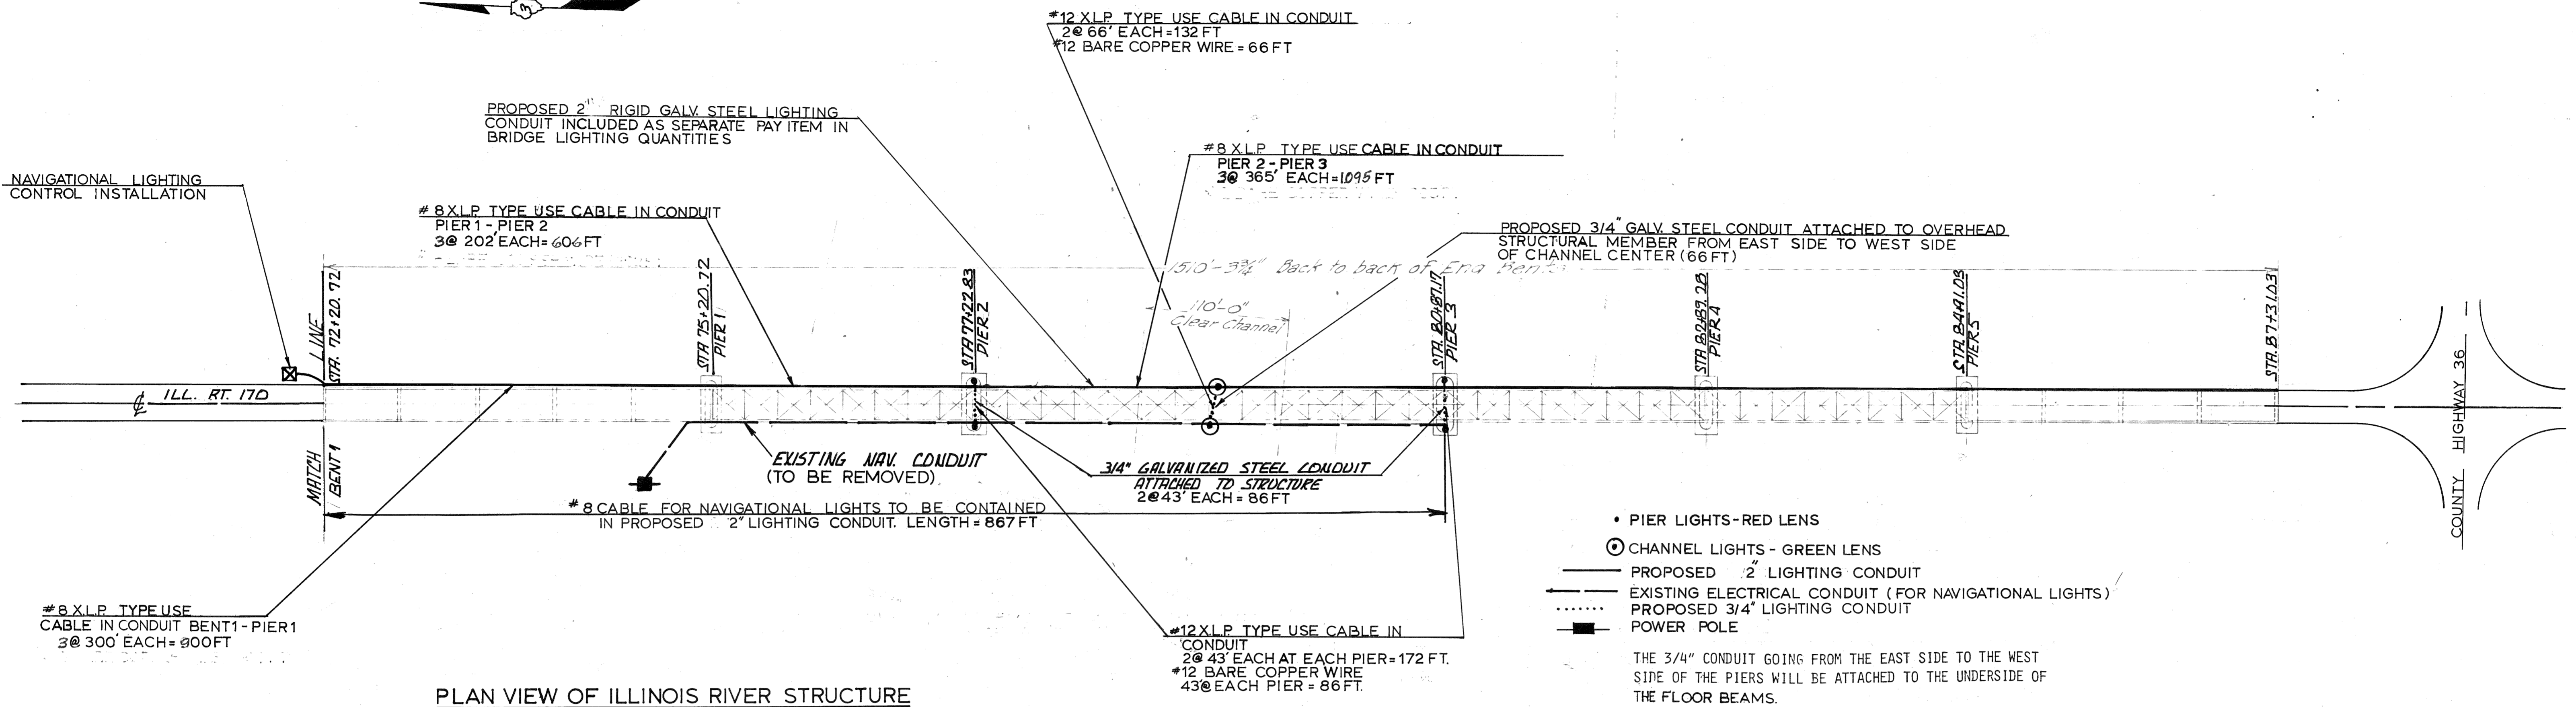 #12 X.L.P. TYPE USE CABLE IN CONDUIT
2@ 66' EACH=132 FT
#12 BARE COPPER WIRE = 66 FT
PROPOSED 2" RIGID GALV. STEEL LIGHTING
CONDUIT INCLUDED AS SEPARATE PAY ITEM IN
BRIDGE LIGHTING QUANTITIES
#8 X.L.P. TYPE USE CABLE IN CONDUIT
PIER 2 - PIER 3
3@ 365' EACH=1,095 FT
NAVIGATIONAL LIGHTING
CONTROL INSTALLATION
#8 X.L.P. TYPE USE CABLE IN CONDUIT
PIER 1 - PIER 2
3@ 202' EACH= 606 FT
PROPOSED 3/4" GALV. STEEL CONDUIT ATTACHED TO OVERHEAD
STRUCTURAL MEMBER FROM EAST SIDE TO WEST SIDE
OF CHANNEL CENTER (66 FT)
1510'-3¾" Back to back of End Bents
110'-0"
Clear Channel
LINE
STA. 72+20.72
STA 75+20.72
PIER 1
STA 77+22.83
PIER 2
STA. 80+87.17
PIER 3
STA 82+89.28
PIER 4
STA. 84+91.03
PIER 5
STA. 87+31.03
℄ ILL. RT. 170
MATCH
BENT 1
EXISTING NAV. CONDUIT
(TO BE REMOVED)
3/4" GALVANIZED STEEL CONDUIT
ATTACHED TO STRUCTURE
2@43' EACH = 86 FT
#8 CABLE FOR NAVIGATIONAL LIGHTS TO BE CONTAINED
IN PROPOSED 2" LIGHTING CONDUIT. LENGTH = 867 FT
COUNTY HIGHWAY 36
• PIER LIGHTS-RED LENS
CHANNEL LIGHTS - GREEN LENS
PROPOSED 2" LIGHTING CONDUIT
EXISTING ELECTRICAL CONDUIT (FOR NAVIGATIONAL LIGHTS)
PROPOSED 3/4" LIGHTING CONDUIT
POWER POLE
#8 X.L.P. TYPE USE
CABLE IN CONDUIT BENT1-PIER1
3@ 300' EACH= 900FT
#12 X.L.P. TYPE USE CABLE IN
CONDUIT
2@ 43' EACH AT EACH PIER=172 FT.
#12 BARE COPPER WIRE
43@ EACH PIER = 86 FT.
THE 3/4" CONDUIT GOING FROM THE EAST SIDE TO THE WEST
SIDE OF THE PIERS WILL BE ATTACHED TO THE UNDERSIDE OF
THE FLOOR BEAMS.
PLAN VIEW OF ILLINOIS RIVER STRUCTURE